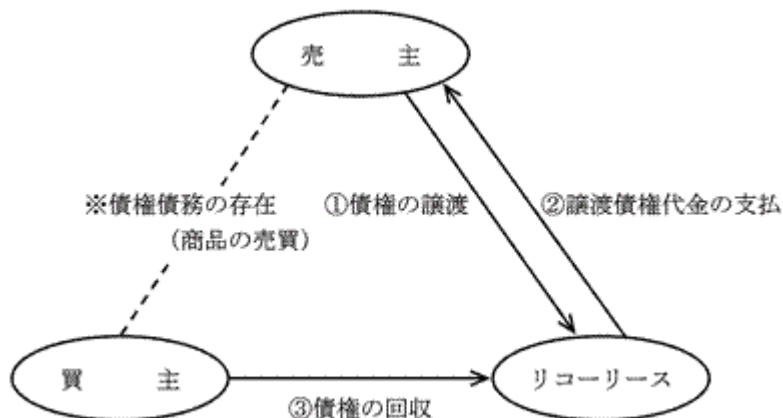 売 主
※債権債務の存在
（商品の売買）
①債権の譲渡
②譲渡債権代金の支払
買 主
リコーリース
③債権の回収